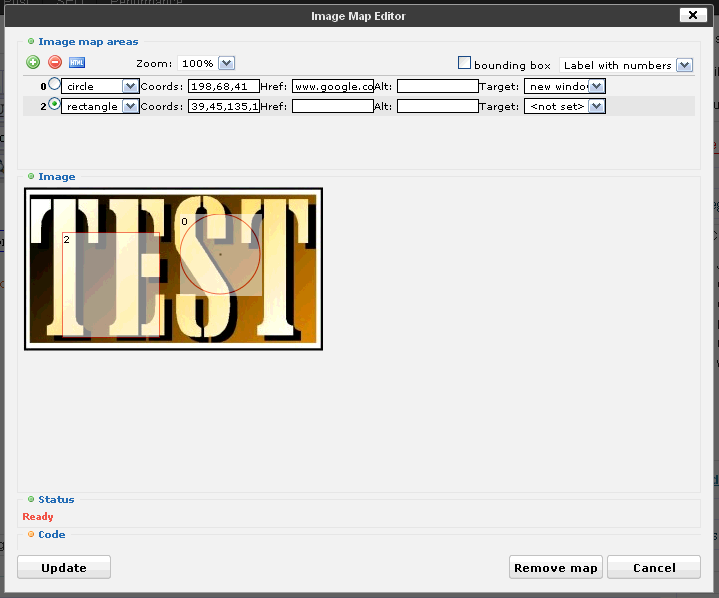 Image Map Editor
Image map areas
HTML Zoom: 100% bounding box Label with numbers
0 circle Coords: 198,68,41 Href: www.google.co Alt: Target: new windo
2 rectangle Coords: 39,45,135,1 Href: Alt: Target: <not set>
Image
TEST
0
2
Status
Ready
Code
Update Remove map Cancel